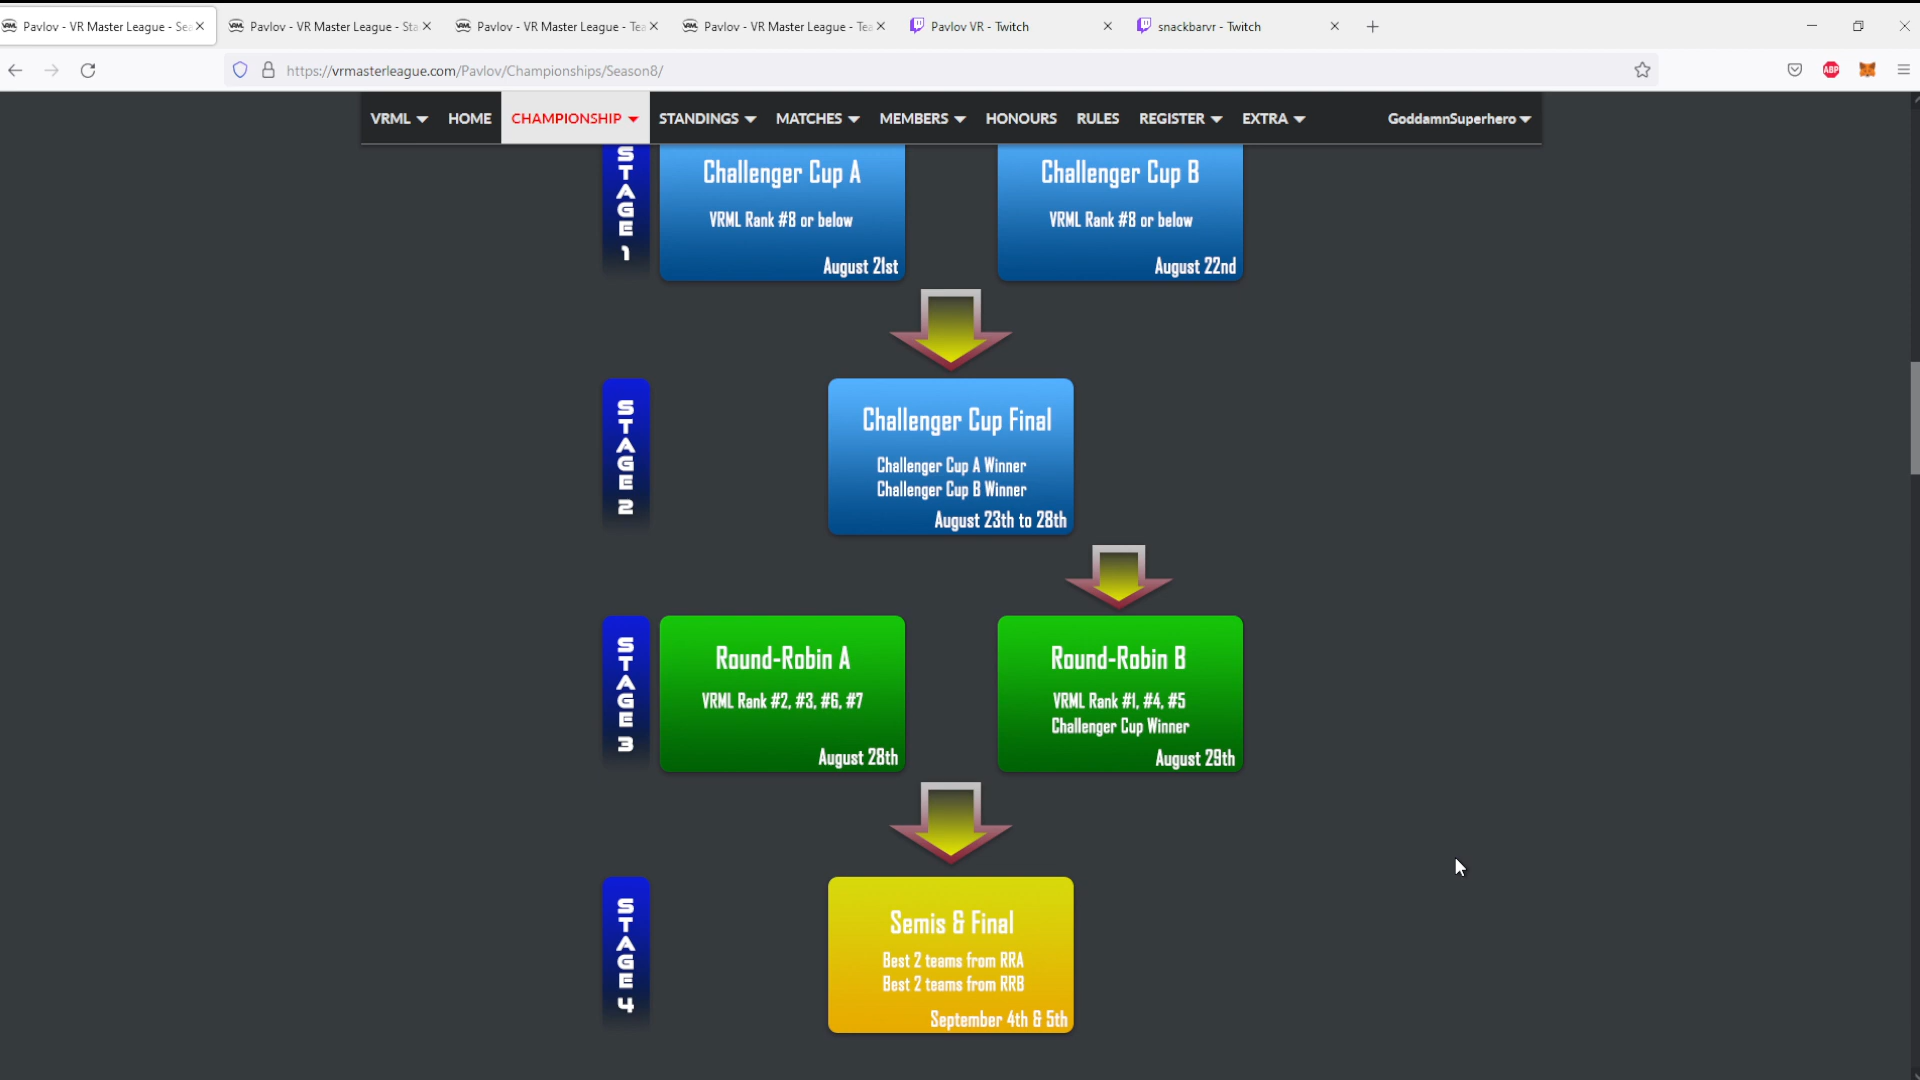 Pavlov - VR Master League - Sea
Pavlov - VR Master League - Sta
Pavlov - VR Master League - Tea
Pavlov - VR Master League - Tea
Pavlov VR - Twitch
snackbarvr - Twitch
https://vrmasterleague.com/Pavlov/Championships/Season8/
ABP
VRML
HOME
CHAMPIONSHIP
STANDINGS
MATCHES
MEMBERS
HONOURS
RULES
REGISTER
EXTRA
GoddamnSuperhero
STAGE 1
Challenger Cup A
VRML Rank #8 or below
August 21st
Challenger Cup B
VRML Rank #8 or below
August 22nd
STAGE 2
Challenger Cup Final
Challenger Cup A Winner
Challenger Cup B Winner
August 23th to 28th
STAGE 3
Round-Robin A
VRML Rank #2, #3, #6, #7
August 28th
Round-Robin B
VRML Rank #1, #4, #5
Challenger Cup Winner
August 29th
STAGE 4
Semis & Final
Best 2 teams from RRA
Best 2 teams from RRB
September 4th & 5th